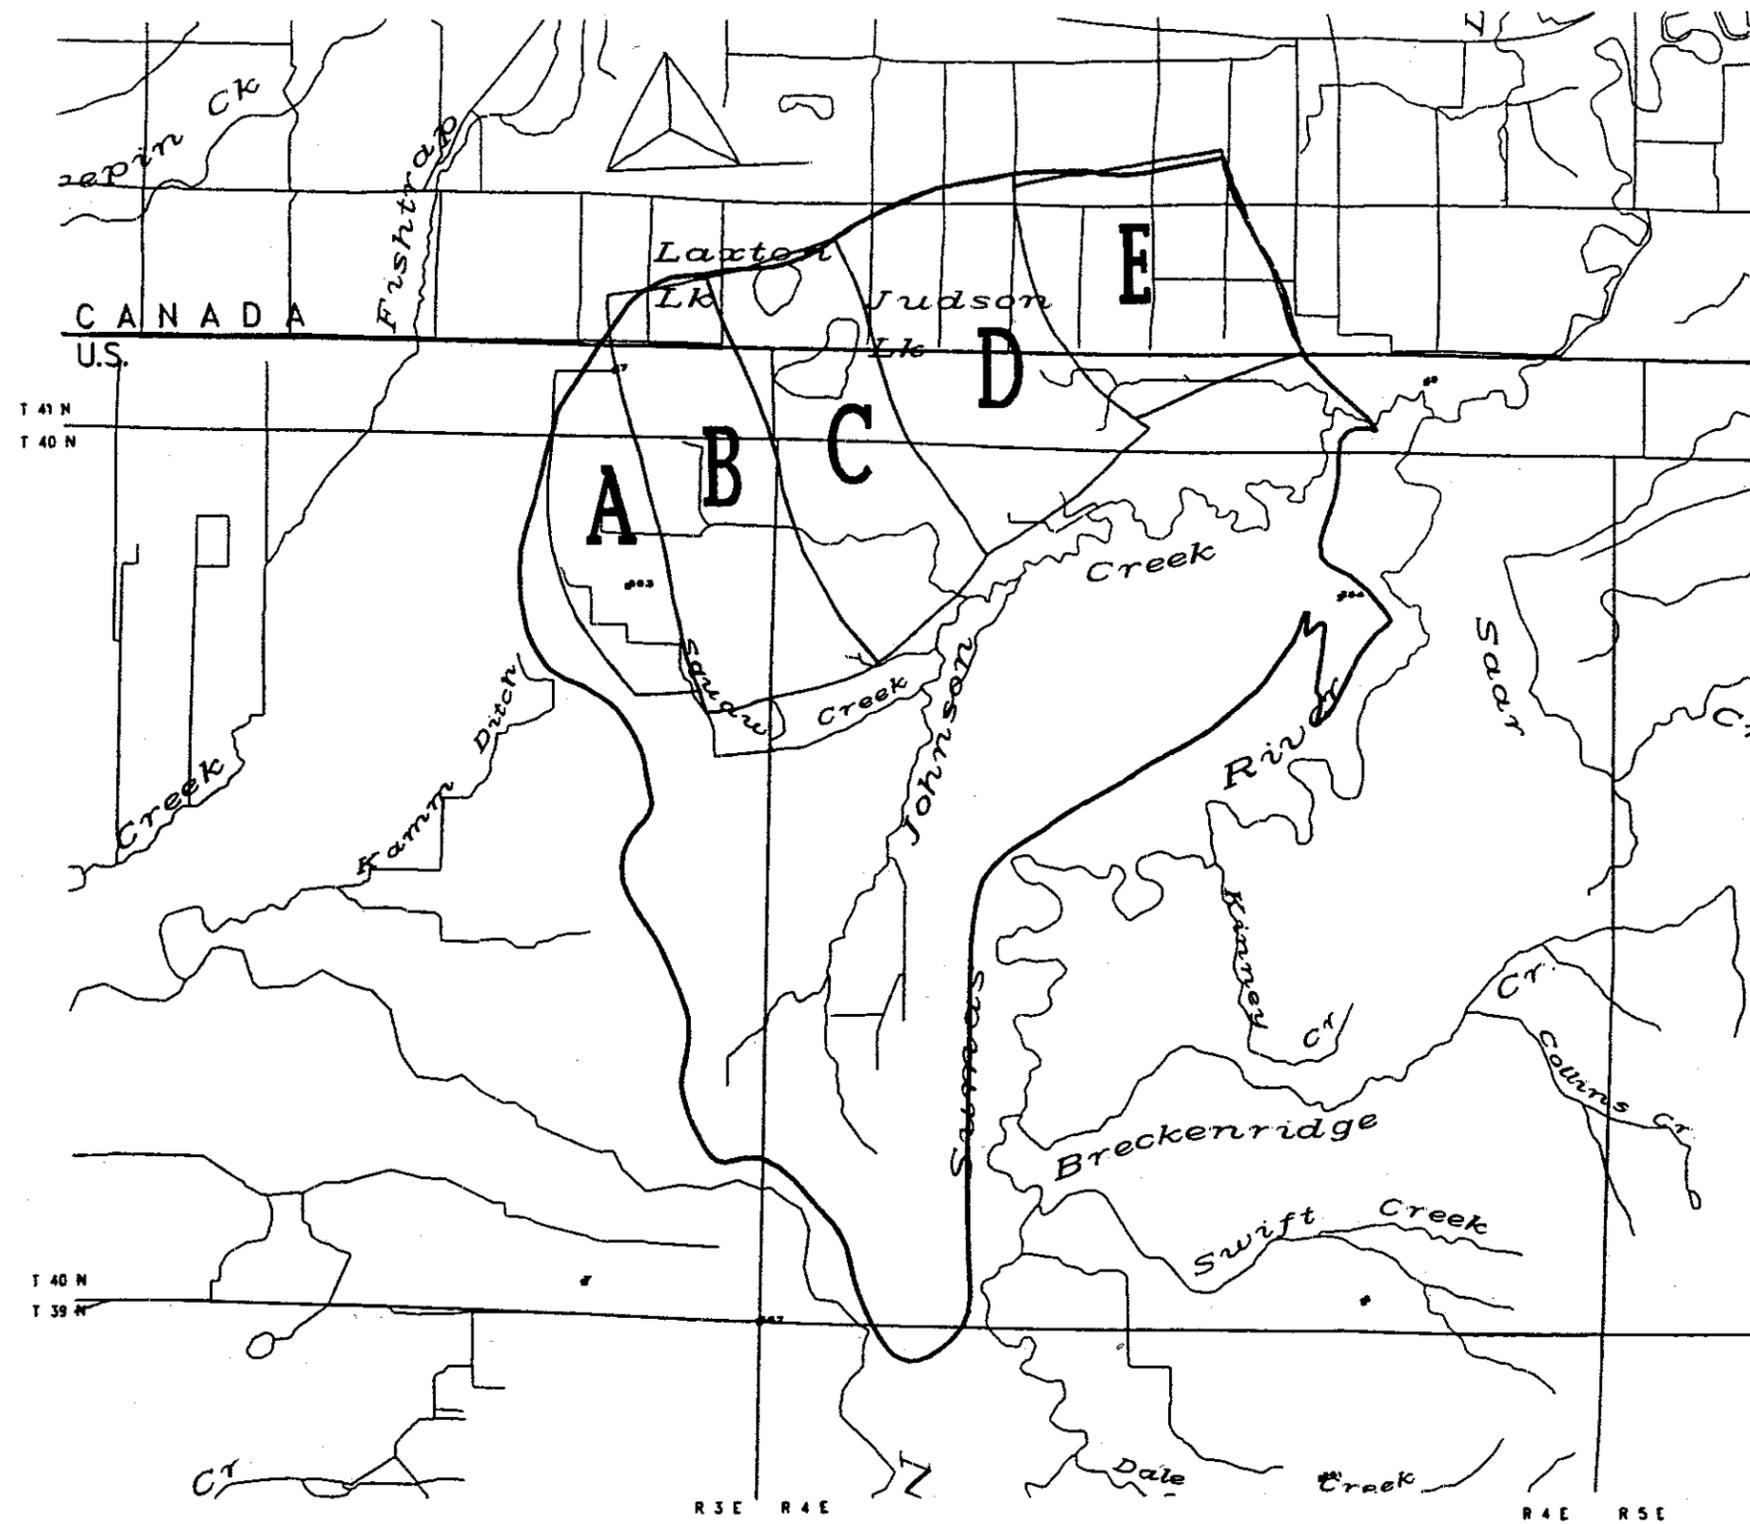 Ck
epin
Fishtrap
Laxton
Lk
E
Judson
Lk
CANADA
U.S.
D
T 41 N
T 40 N
C
B
A
Creek
Squaw
Creek
Johnson
Saar
Ditch
Kamm
River
Creek
Kinney
Cr
Cr.
Collins Cr
Sumas
Breckenridge
Swift
Creek
T 40 N
T 39 N
Cr
N
Dale
Creek
R 3 E
R 4 E
R 4 E
R 5 E